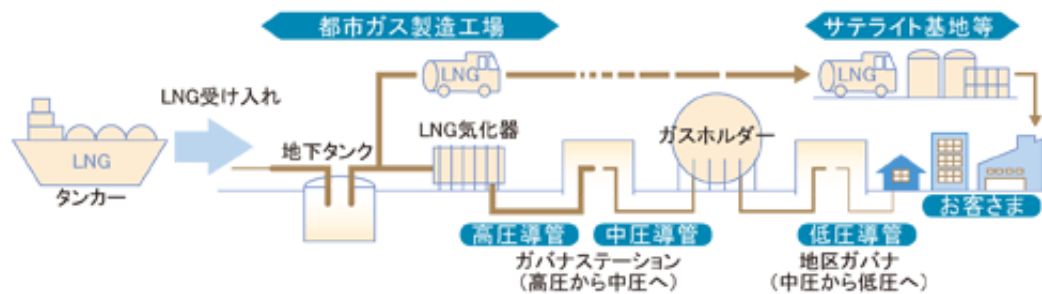 都市ガス製造工場
サテライト基地等
LNG
LNG
LNG受け入れ
LNG気化器
ガスホルダー
地下タンク
LNG
タンカー
お客さま
高圧導管
中圧導管
低圧導管
ガバナステーション
(高圧から中圧へ)
地区ガバナ
(中圧から低圧へ)